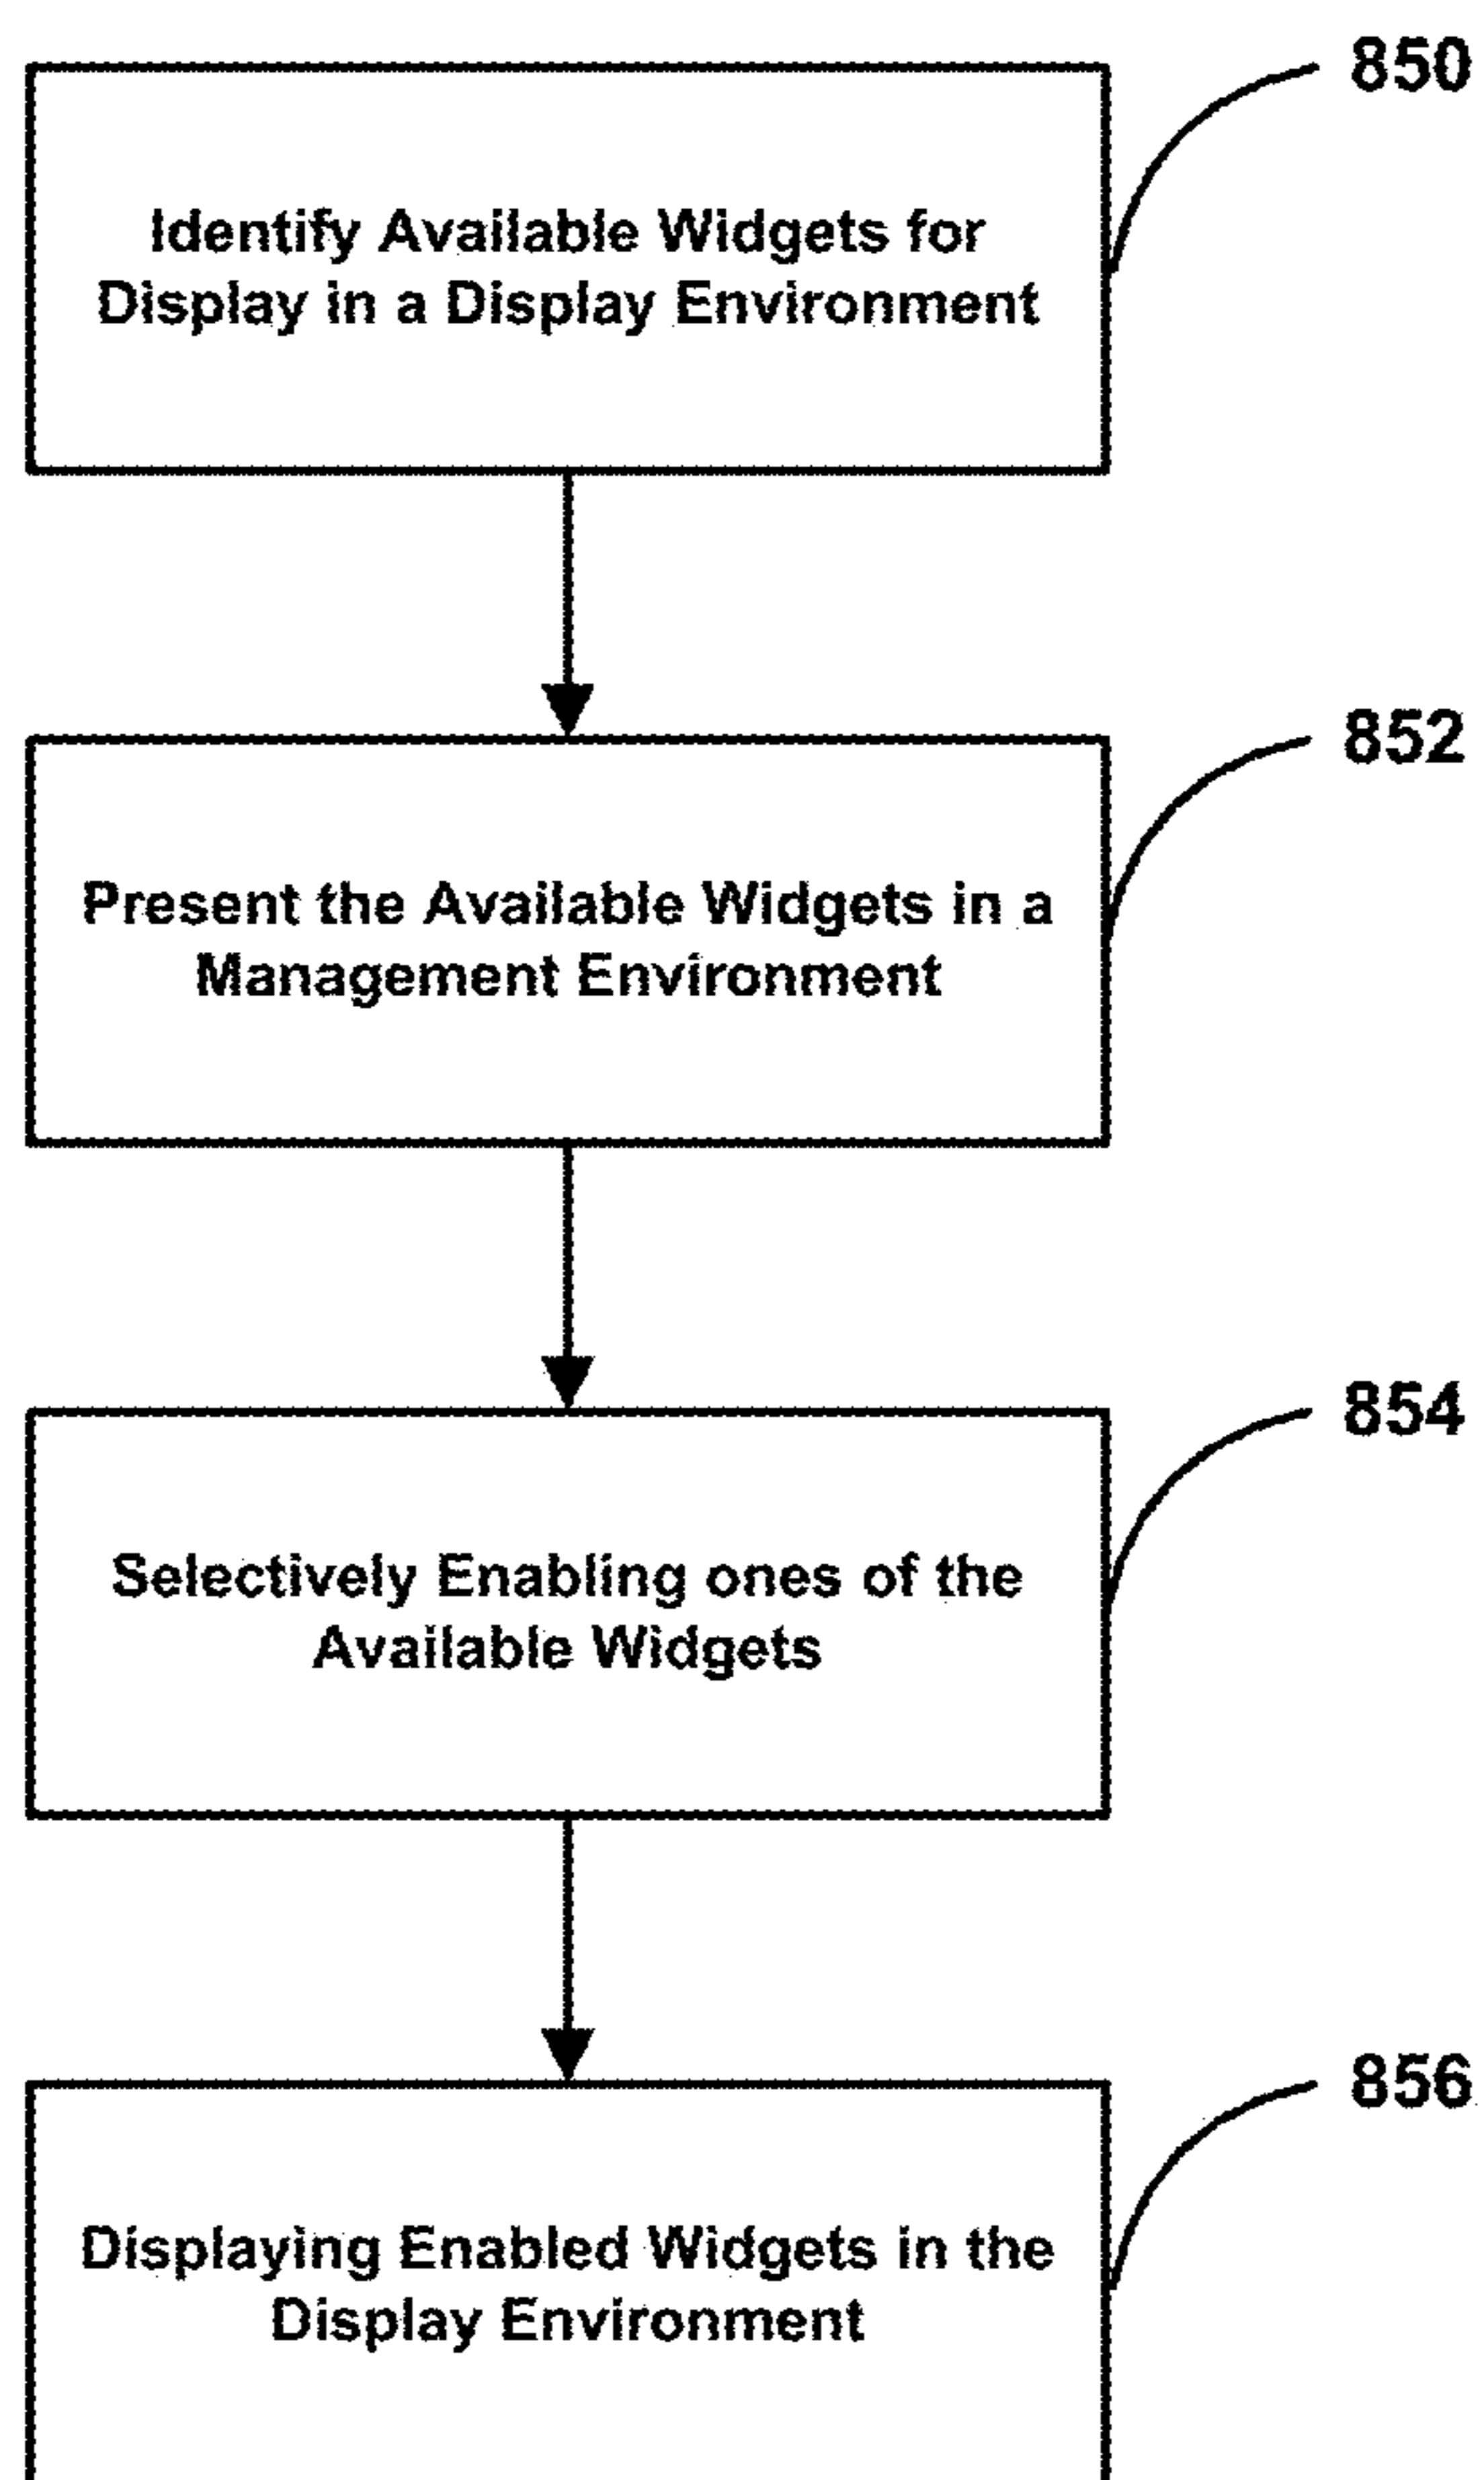 850
Identify Available Widgets for
Display in a Display Environment
852
Present the Available Widgets in a
Management Environment
854
Selectively Enabling ones of the
Available Widgets
856
Displaying Enabled Widgets in the
Display Environment